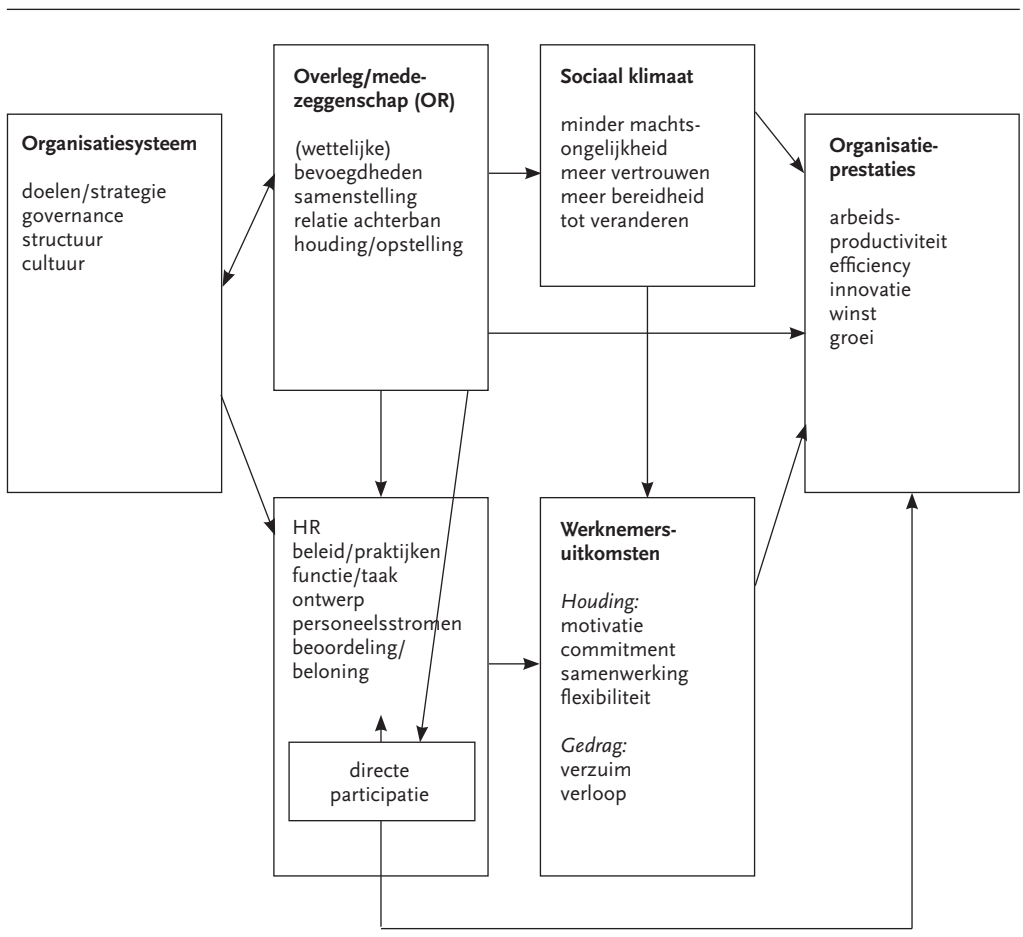 Organisatiesysteem
doelen/strategie
governance
structuur
cultuur
Overleg/mede-
zeggenschap (OR)
(wettelijke)
bevoegdheden
samenstelling
relatie achterban
houding/opstelling
Sociaal klimaat
minder machts-
ongelijkheid
meer vertrouwen
meer bereidheid
tot veranderen
Organisatie-
prestaties
arbeids-
productiviteit
efficiency
innovatie
winst
groei
HR
beleid/praktijken
functie/taak
ontwerp
personeelsstromen
beoordeling/
beloning
directe
participatie
Werknemers-
uitkomsten
Houding:
motivatie
commitment
samenwerking
flexibiliteit
Gedrag:
verzuim
verloop